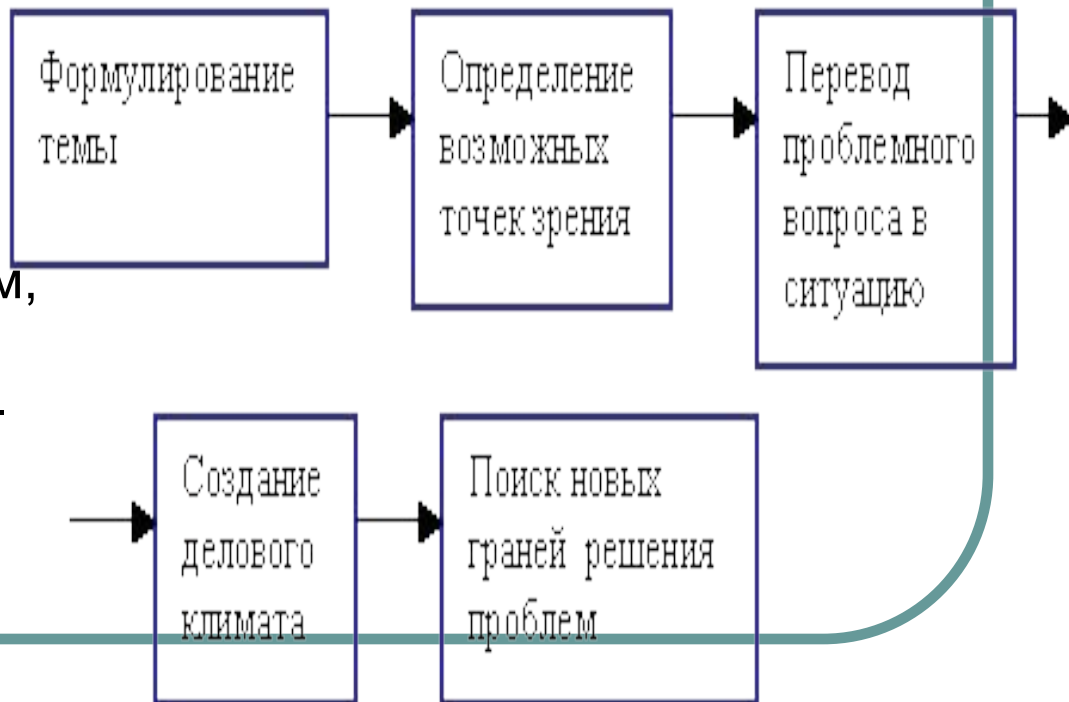 Формулирование
темы
Определение
возможных
точек зрения
Перевод
проблемного
вопроса в
ситуацию
м,
Создание
делового
климата
Поиск новых
граней решения
проблем